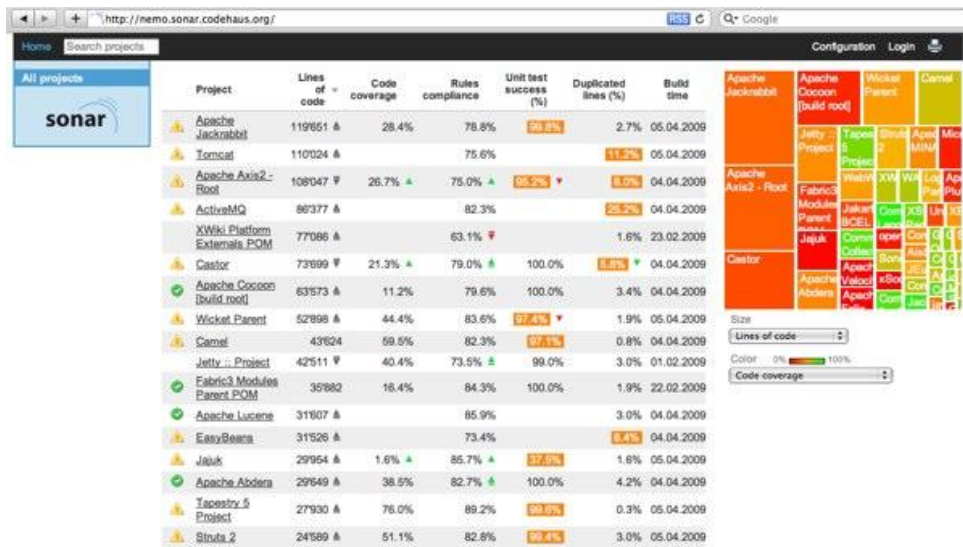 http://nemo.sonar.codehaus.org/
RSS
Google
Home
Search projects
Configuration Login
All projects
sonar
Project
Lines of code
Code coverage
Rules compliance
Unit test success (%)
Duplicated lines (%)
Build time
Apache Jackrabbit 119'651 28.4% 78.8% 99.8% 2.7% 05.04.2009
Tomcat 110'024 75.6% 11.2% 05.04.2009
Apache Axis2 - Root 108'047 26.7% 75.0% 95.2% 8.0% 04.04.2009
ActiveMQ 86'377 82.3% 25.2% 04.04.2009
XWiki Platform Externals POM 77'086 63.1% 1.6% 23.02.2009
Castor 73'699 21.3% 79.0% 100.0% 04.04.2009
Apache Cocoon [build root] 63'573 11.2% 79.6% 100.0% 3.4% 04.04.2009
Wicket Parent 52'898 44.4% 83.6% 97.4% 1.9% 05.04.2009
Camel 43'624 59.5% 82.3% 97.1% 0.8% 04.04.2009
Jetty :: Project 42'511 40.4% 73.5% 99.0% 3.0% 01.02.2009
Fabric3 Modules Parent POM 35'882 16.4% 84.3% 100.0% 1.9% 22.02.2009
Apache Lucene 31'607 85.9% 3.0% 04.04.2009
EasyBeans 31'526 73.4% 04.04.2009
Jajuk 29'954 1.6% 85.7% 37.5% 1.6% 05.04.2009
Apache Abdera 29'649 38.5% 82.7% 100.0% 4.2% 04.04.2009
Tapestry 5 Project 27'930 76.0% 89.2% 0.3% 05.04.2009
Struts 2 24'589 51.1% 82.8% 99.4% 3.0% 05.04.2009
Apache Jackrabbit
Apache Cocoon [build root]
Wicket Parent
Camel
Jetty :: Project
Apache Axis2 - Root
Fabric3 Modules Parent
Jakart BCEL
Castor
Jajuk
Apache Abdera
Size
Lines of code
Color 0% 100%
Code coverage